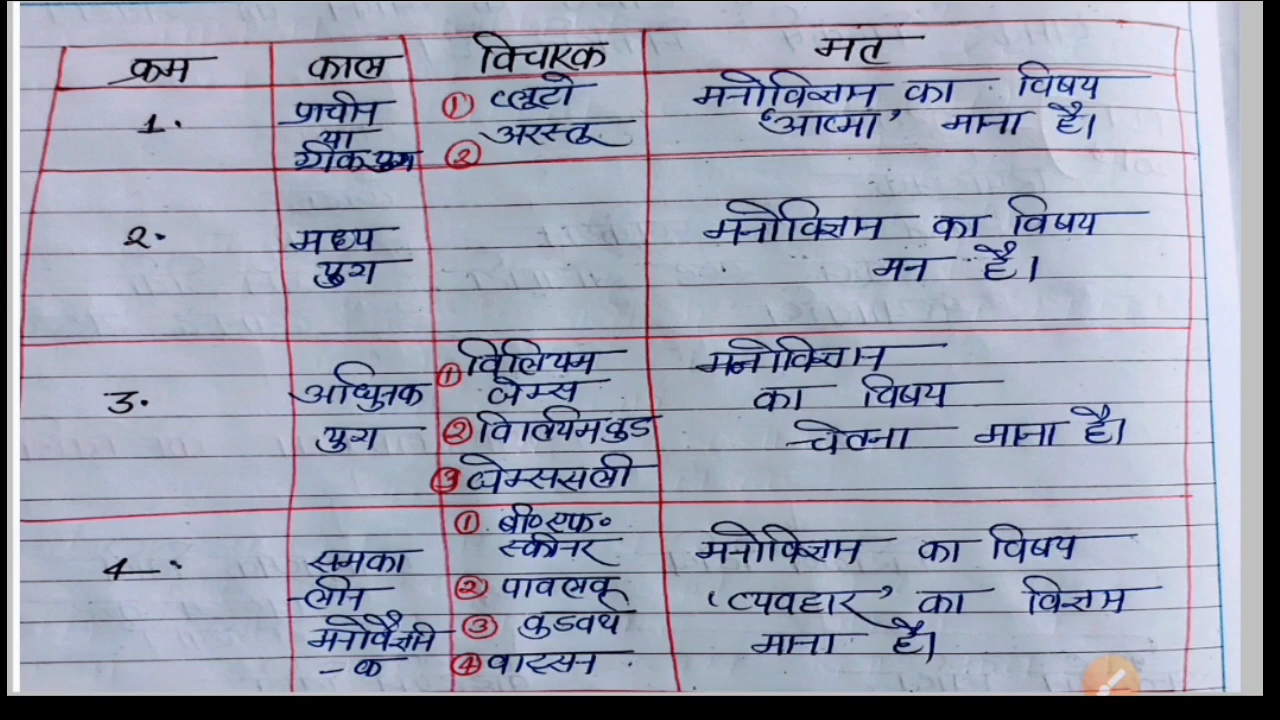 क्रम काल विचारक मत
1. प्राचीन या ग्रीक युग ① प्लूटो ② अरस्तू मनोविज्ञान का विषय 'आत्मा' माना है।
2. मध्य युग मनोविज्ञान का विषय मन है।
3. आधिुनक युग ① विलियम जेम्स ② विलियमवुड ③ जेम्ससली मनोविज्ञान का विषय चेतना माना है।
4. समका-लीन मनोवैज्ञानि-क ① बी०एफ० स्कीनर ② पावलव ③ वुडवर्थ ④ वाटसन मनोविज्ञान का विषय 'व्यवहार' का विज्ञान माना है।